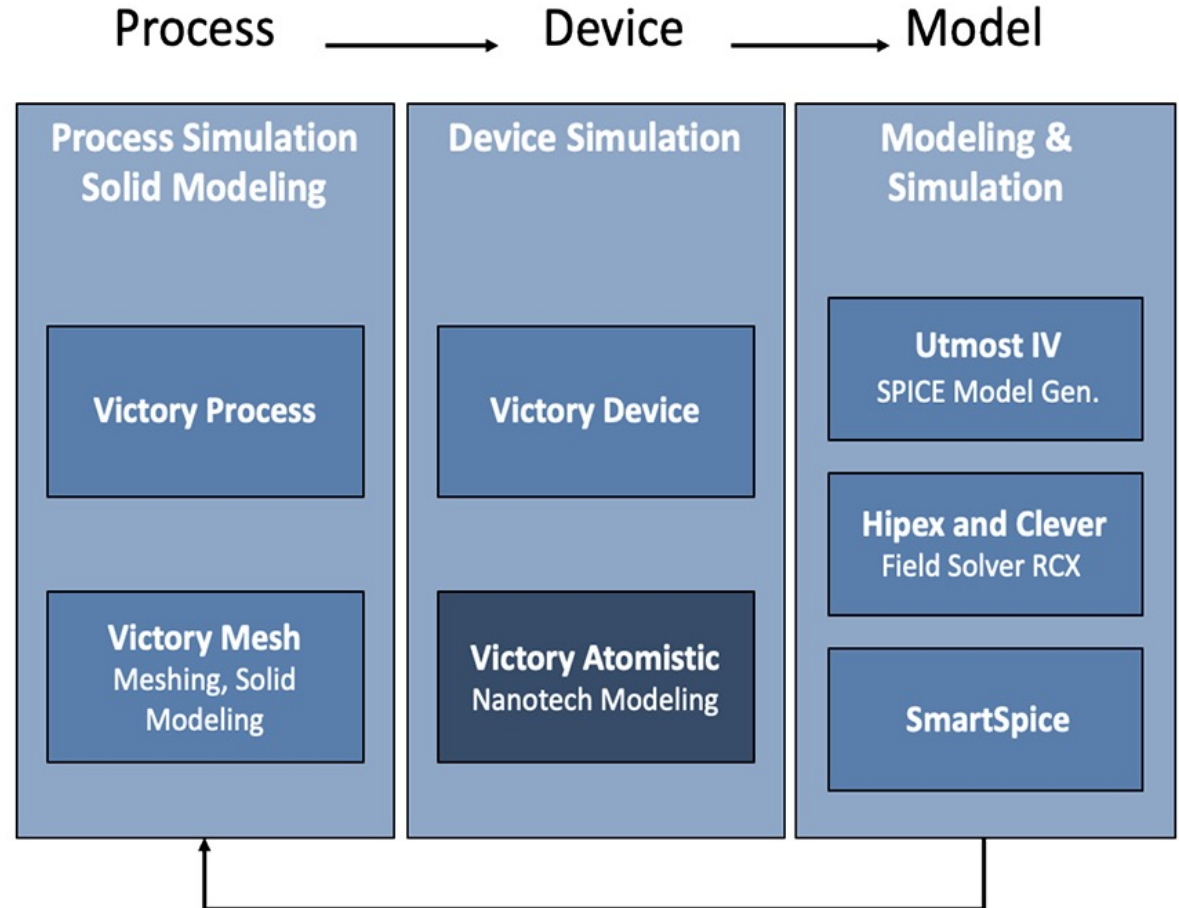 Process
Device
Model
Process Simulation
Solid Modeling
Victory Process
Victory Mesh
Meshing, Solid
Modeling
Device Simulation
Victory Device
Victory Atomistic
Nanotech Modeling
Modeling &
Simulation
Utmost IV
SPICE Model Gen.
Hipex and Clever
Field Solver RCX
SmartSpice